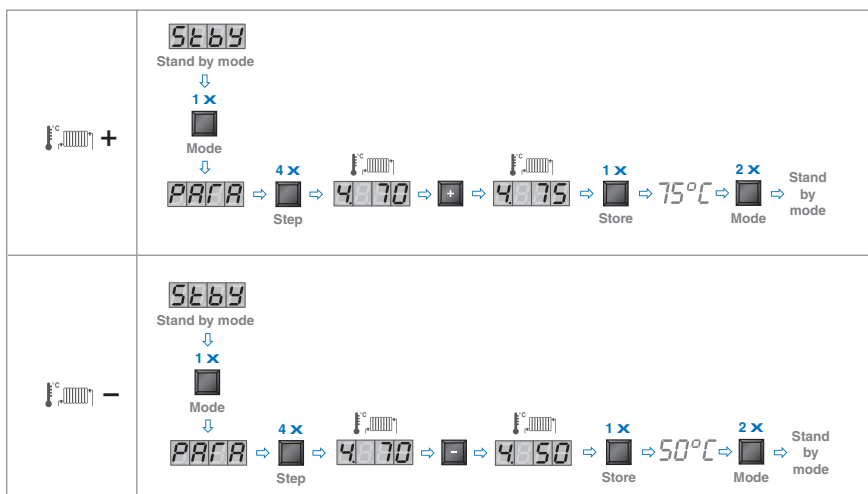 Stby
Stand by mode
1 x
Mode
°C
+
PARA
4 x
Step
°C
4. 70
+
°C
4. 75
1 x
Store
75°C
2 x
Mode
Stand
by
mode
Stby
Stand by mode
1 x
Mode
°C
−
PARA
4 x
Step
°C
4. 70
-
°C
4. 50
1 x
Store
50°C
2 x
Mode
Stand
by
mode